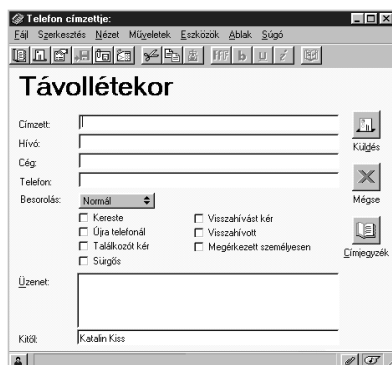 Telefon címzettje:
Fájl Szerkesztés Nézet Műveletek Eszközök Ablak Súgó
Távollétekor
Címzett:
Hívó:
Cég:
Telefon:
Besorolás: Normál
Kereste
Visszahívást kér
Újra telefonál
Visszahívott
Találkozót kér
Megérkezett személyesen
Sürgős
Üzenet:
Kitől: Katalin Kiss
Küldés
Mégse
Címjegyzék